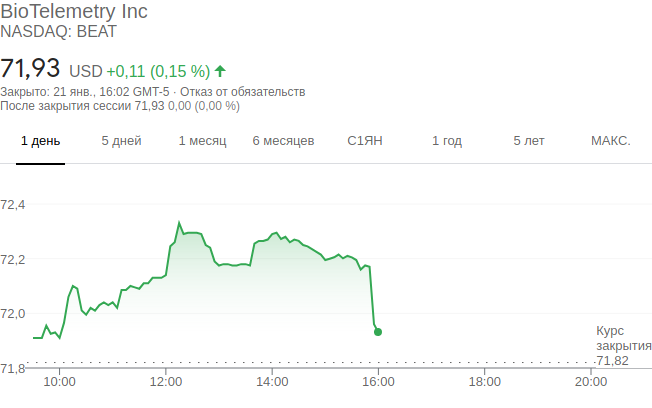 BioTelemetry Inc
NASDAQ: BEAT
71,93 USD +0,11 (0,15 %)
Закрыто: 21 янв., 16:02 GMT-5 · Отказ от обязательств
После закрытия сессии 71,93 0,00 (0,00 %)
1 день 5 дней 1 месяц 6 месяцев С1ЯН 1 год 5 лет МАКС.
72,4
72,2
72,0
Курс
закрытия
71,82
71,8
10:00 12:00 14:00 16:00 18:00 20:00